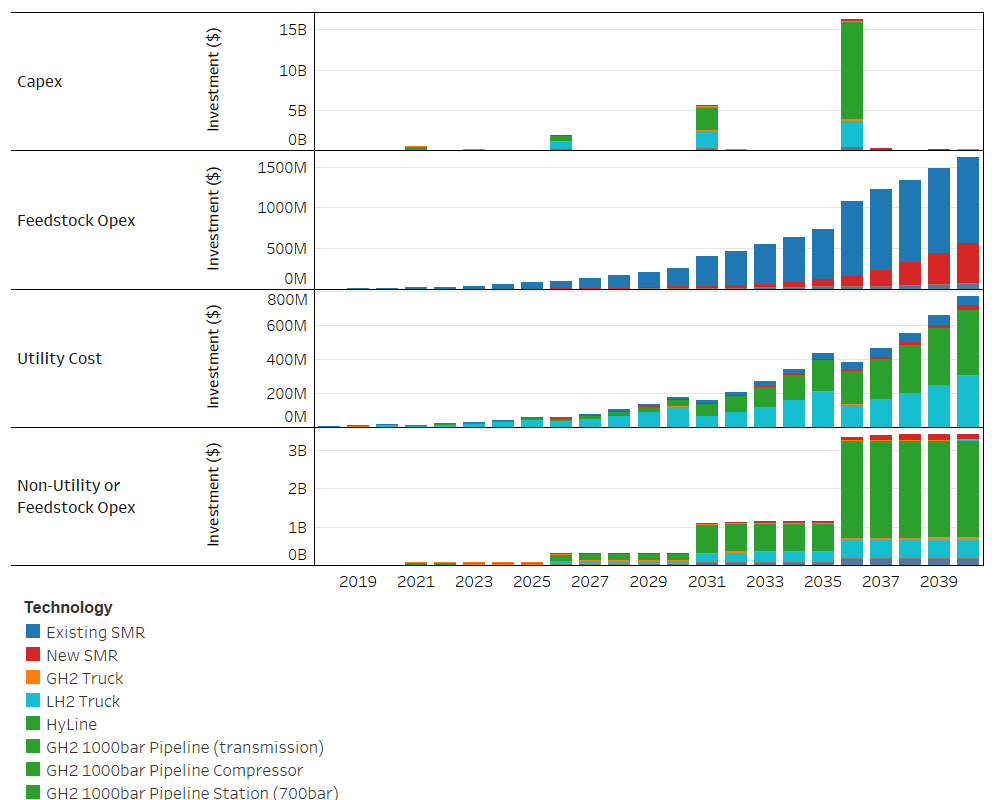 Capex
Investment ($)
15B
10B
5B
0B
Feedstock Opex
Investment ($)
1500M
1000M
500M
0M
Utility Cost
Investment ($)
800M
600M
400M
200M
0M
Non-Utility or
Feedstock Opex
Investment ($)
3B
2B
1B
0B
2019 2021 2023 2025 2027 2029 2031 2033 2035 2037 2039
Technology
Existing SMR
New SMR
GH2 Truck
LH2 Truck
HyLine
GH2 1000bar Pipeline (transmission)
GH2 1000bar Pipeline Compressor
GH2 1000bar Pipeline Station (700bar)